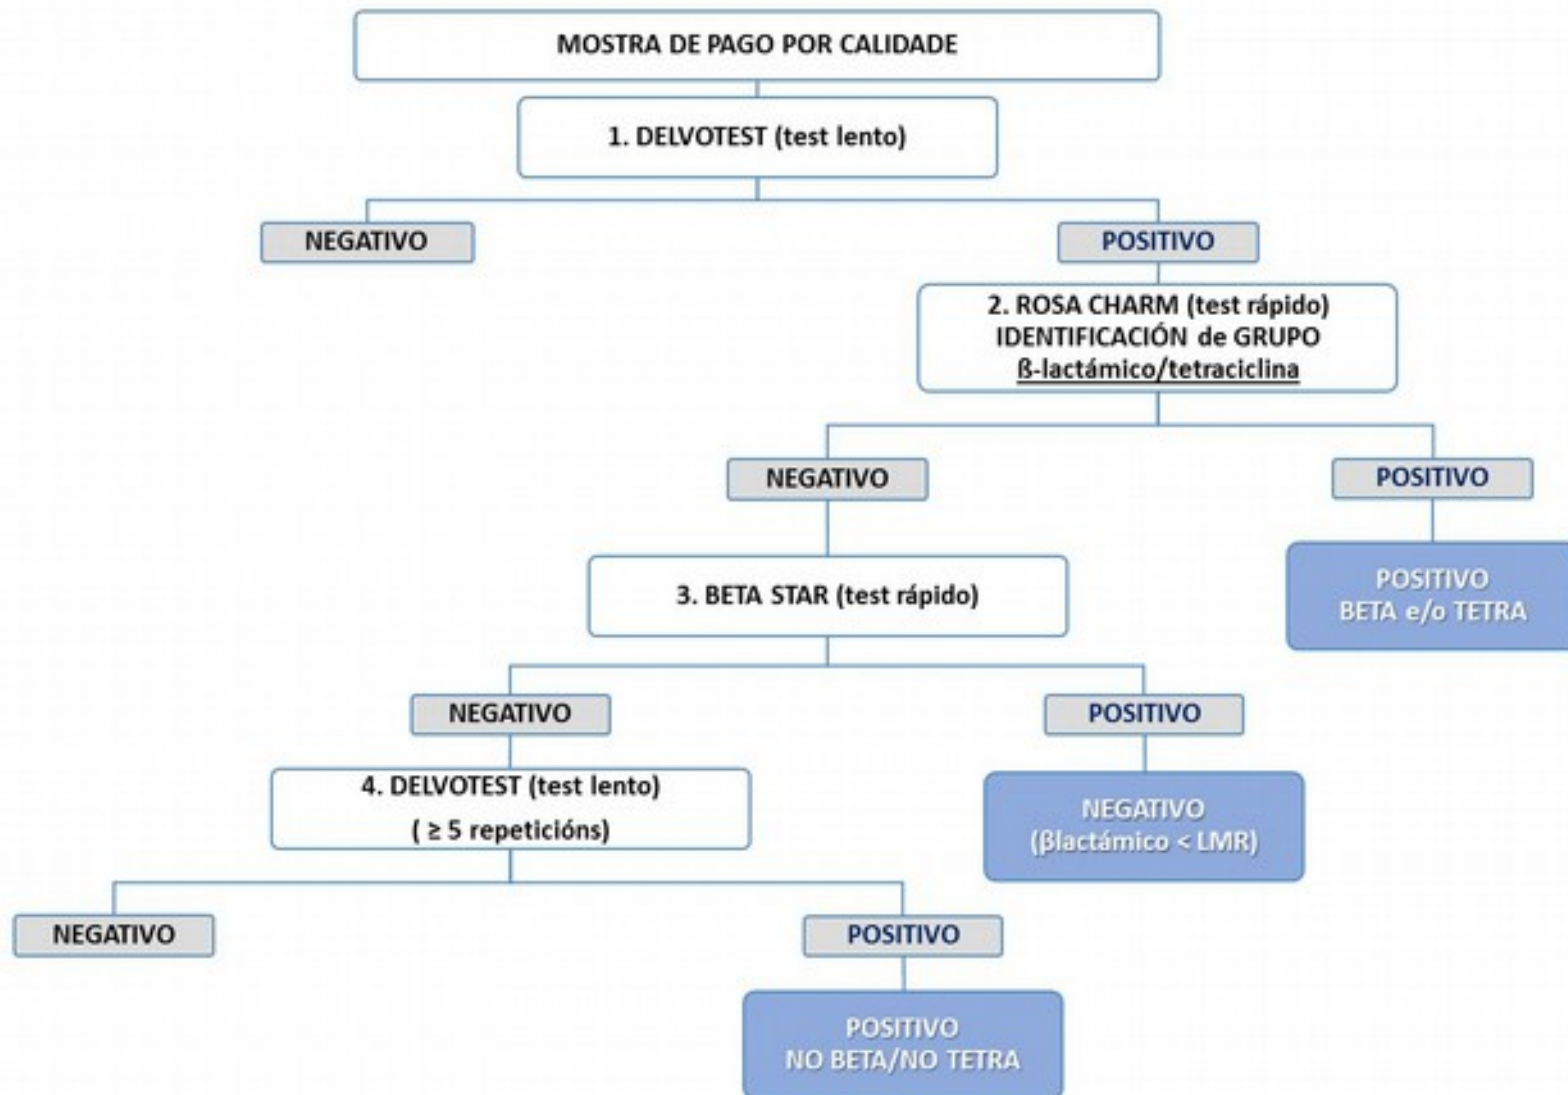 MOSTRA DE PAGO POR CALIDADE
1. DELVOTEST (test lento)
NEGATIVO
POSITIVO
2. ROSA CHARM (test rápido)
IDENTIFICACIÓN de GRUPO
ß-lactámico/tetraciclina
NEGATIVO
POSITIVO
3. BETA STAR (test rápido)
POSITIVO
BETA e/o TETRA
NEGATIVO
POSITIVO
4. DELVOTEST (test lento)
( ≥ 5 repeticións)
NEGATIVO
(βlactámico < LMR)
NEGATIVO
POSITIVO
POSITIVO
NO BETA/NO TETRA